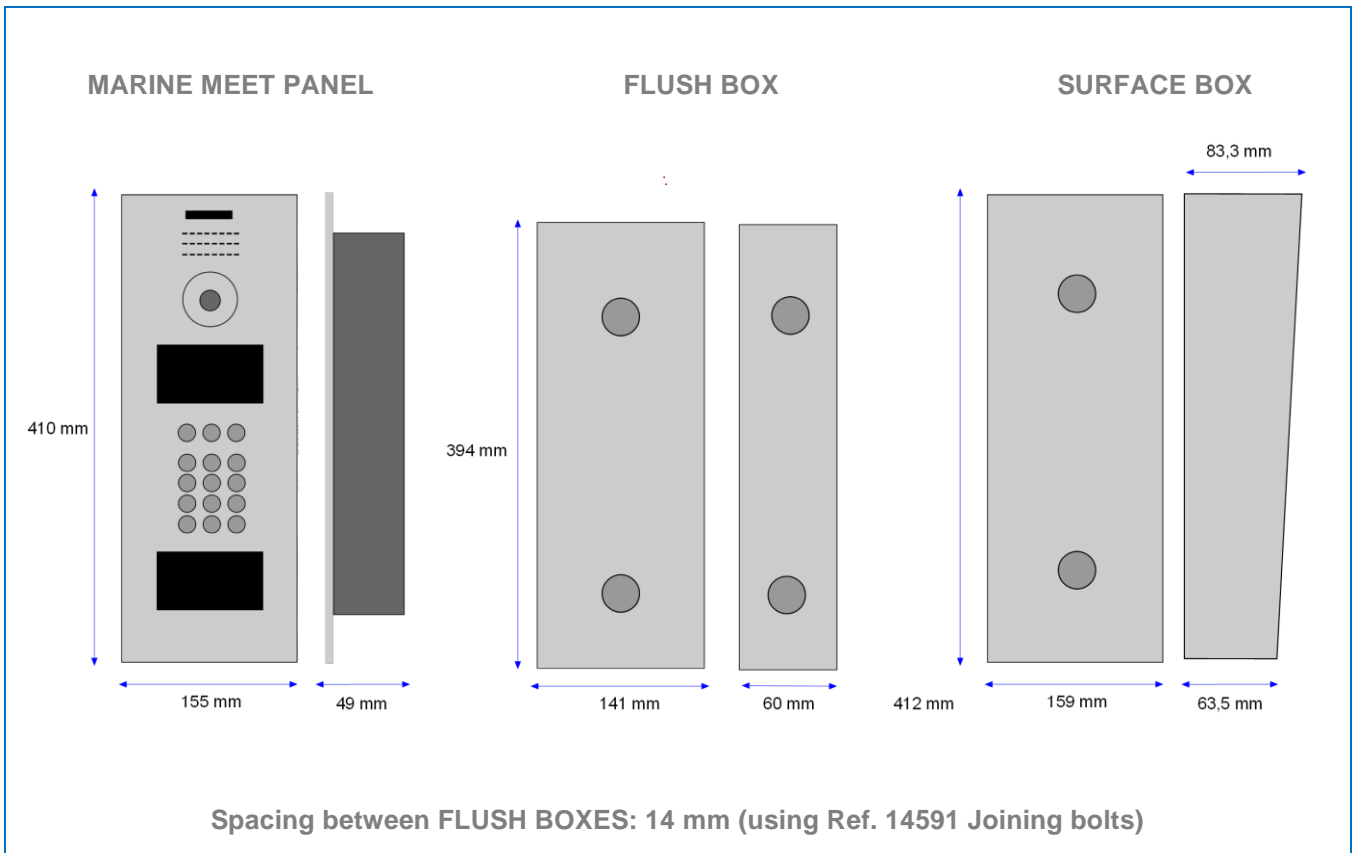 MARINE MEET PANEL
FLUSH BOX
SURFACE BOX
83,3 mm
410 mm
394 mm
155 mm
49 mm
141 mm
60 mm
412 mm
159 mm
63,5 mm
Spacing between FLUSH BOXES: 14 mm (using Ref. 14591 Joining bolts)